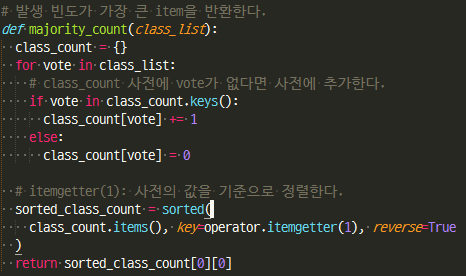 # 발생 빈도가 가장 큰 item을 반환한다.
def majority_count(class_list):
  class_count = {}
  for vote in class_list:
    # class_count 사전에 vote가 없다면 사전에 추가한다.
    if vote in class_count.keys():
      class_count[vote] += 1
    else:
      class_count[vote] = 0
  # itemgetter(1): 사전의 값을 기준으로 정렬한다.
  sorted_class_count = sorted(
    class_count.items(), key=operator.itemgetter(1), reverse=True
  )
  return sorted_class_count[0][0]